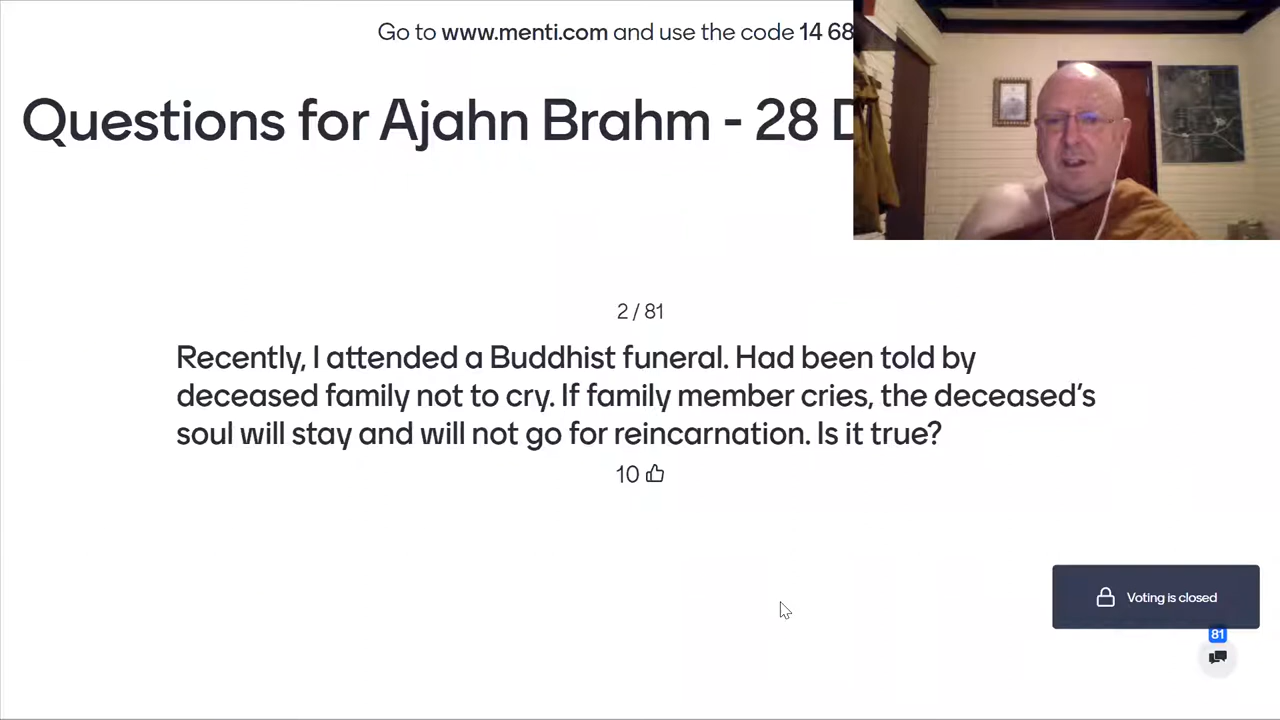 Go to www.menti.com and use the code 14 68
Questions for Ajahn Brahm - 28 D
2 / 81
Recently, I attended a Buddhist funeral. Had been told by
deceased family not to cry. If family member cries, the deceased's
soul will stay and will not go for reincarnation. Is it true?
10
Voting is closed
81